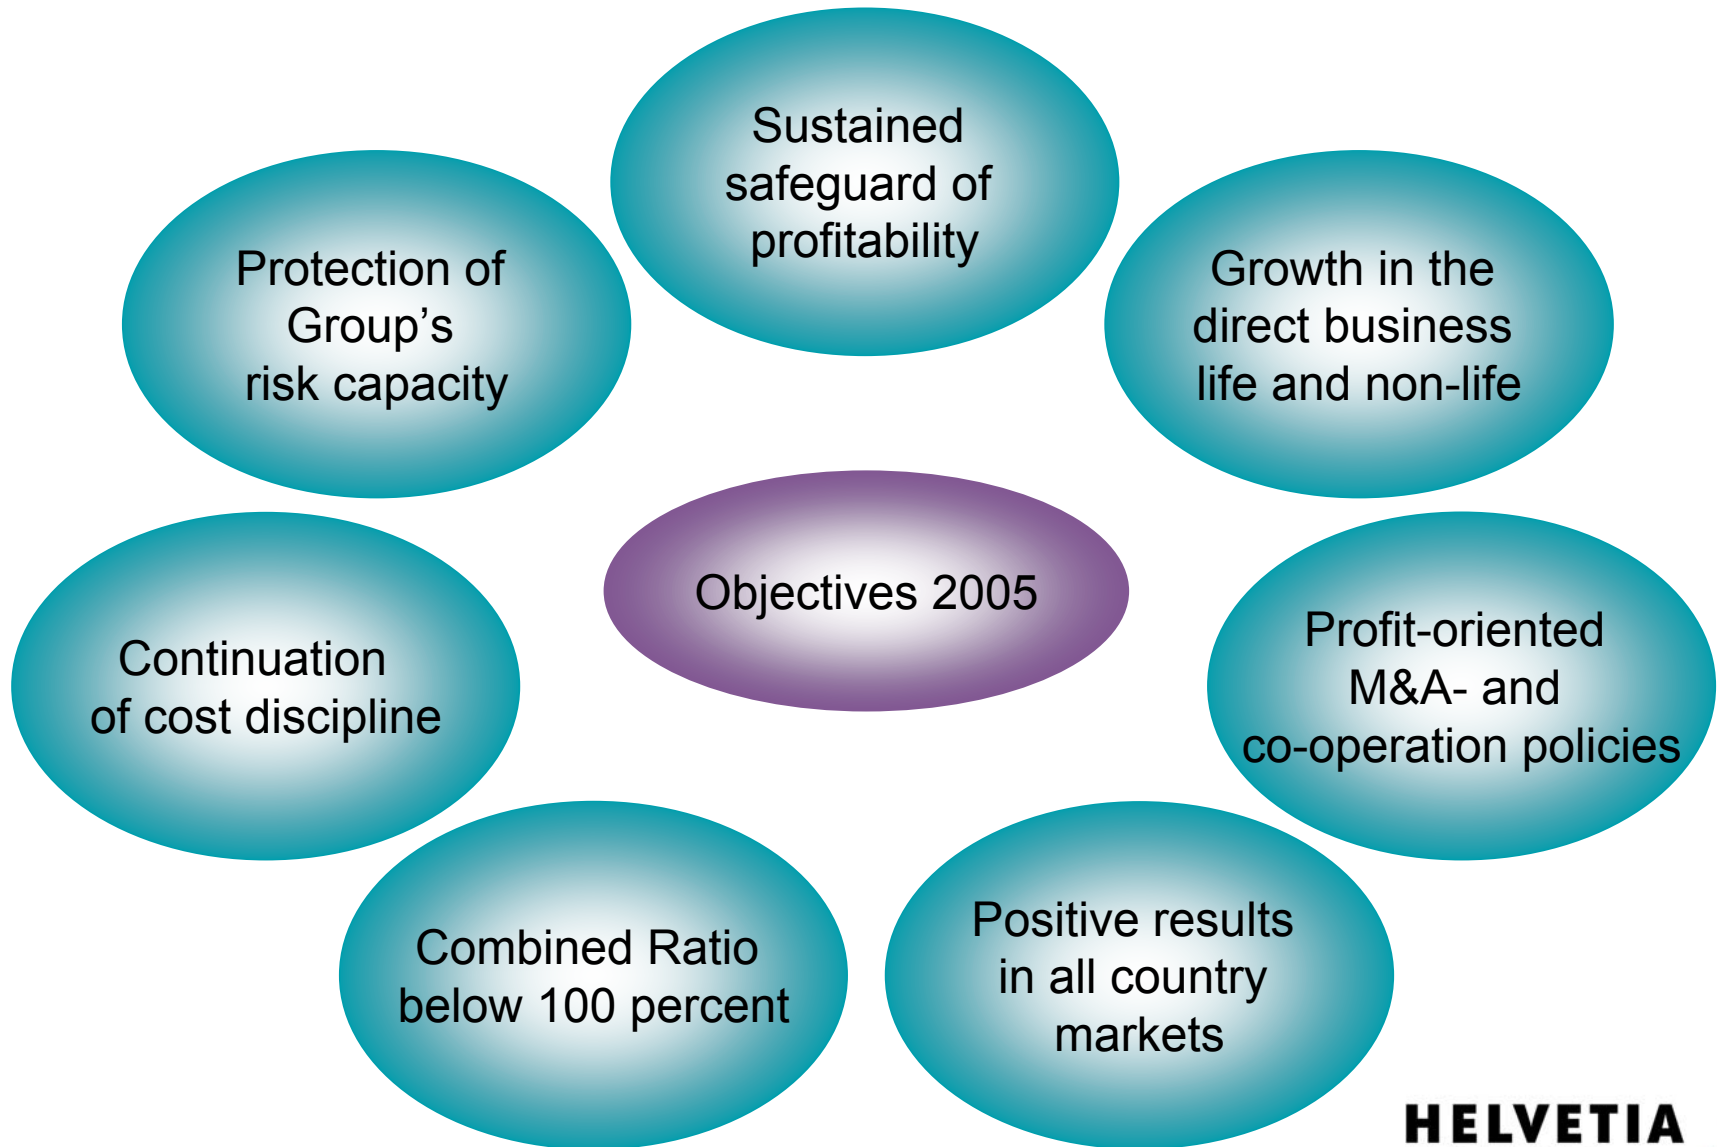 Sustained
safeguard of
profitability
Protection of
Group’s
risk capacity
Growth in the
direct business
life and non-life
Objectives 2005
Continuation
of cost discipline
Profit-oriented
M&A- and
co-operation policies
Combined Ratio
below 100 percent
Positive results
in all country
markets
HELVETIA